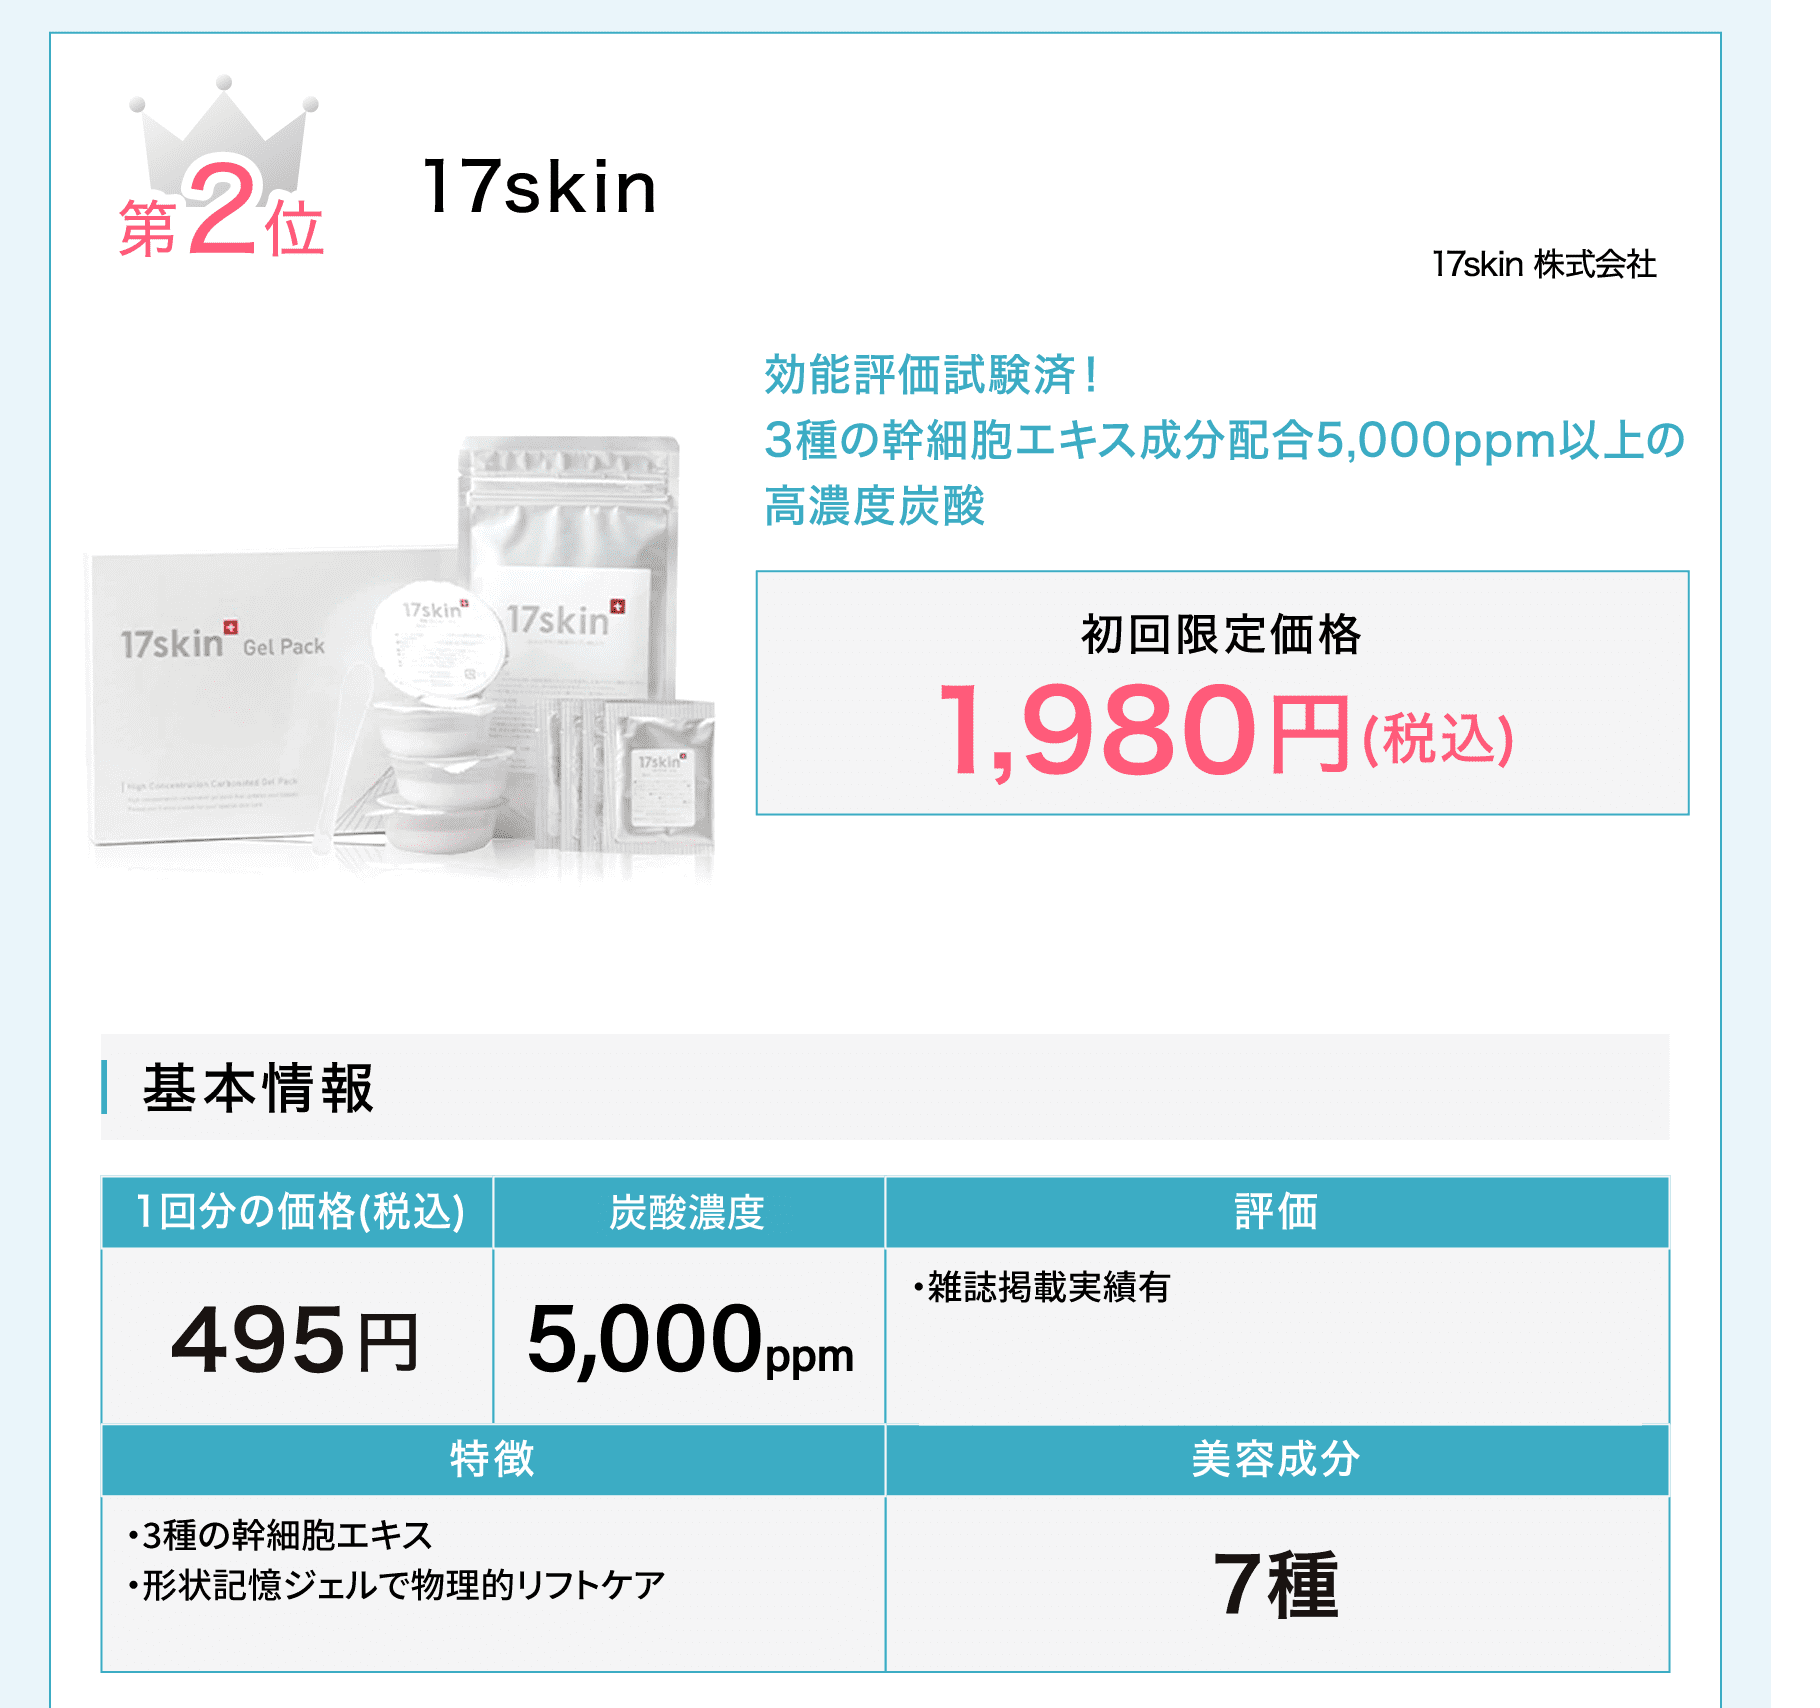 第2位
17skin
17skin 株式会社
効能評価試験済！
3種の幹細胞エキス成分配合5,000ppm以上の
高濃度炭酸
初回限定価格
1,980円(税込)
17skin Gel Pack
High Concentration Carbonated Gel Pack
17skin
17skin
17skin
基本情報
1回分の価格(税込)
炭酸濃度
評価
495円
5,000ppm
・雑誌掲載実績有
特徴
美容成分
・3種の幹細胞エキス
・形状記憶ジェルで物理的リフトケア
7種